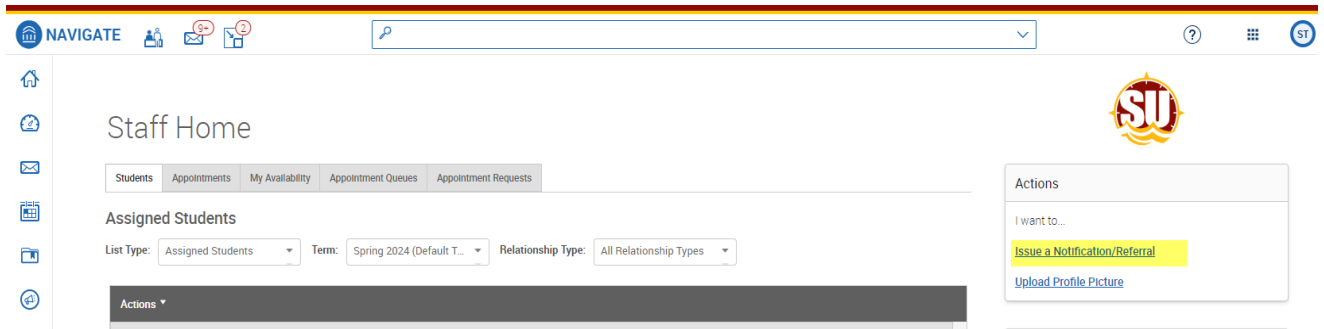 NAVIGATE 9+ 2 ? ST
SU
Staff Home
Students Appointments My Availability Appointment Queues Appointment Requests
Assigned Students
List Type: Assigned Students Term: Spring 2024 (Default T... Relationship Type: All Relationship Types
Actions
Actions
I want to...
Issue a Notification/Referral
Upload Profile Picture